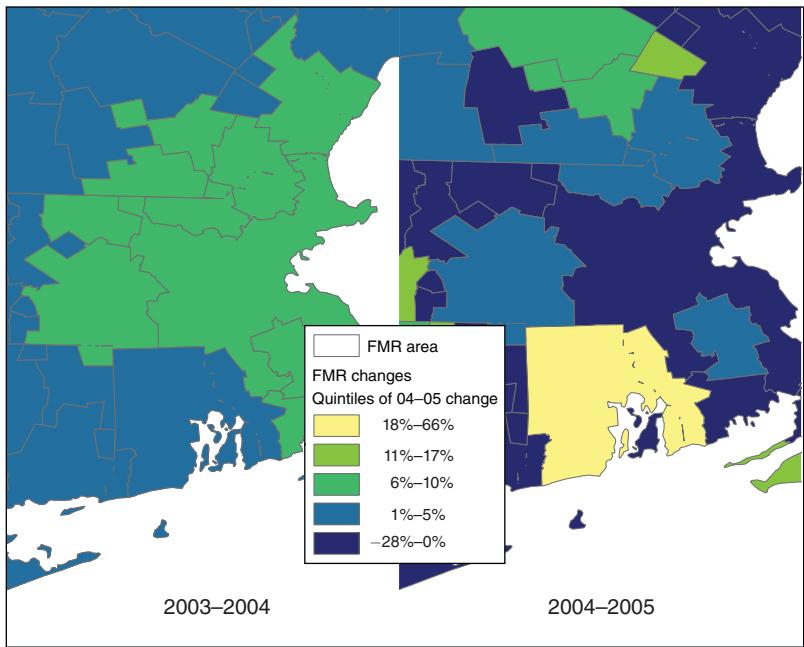 FMR area
FMR changes
Quintiles of 04–05 change
18%–66%
11%–17%
6%–10%
1%–5%
−28%–0%
2003–2004
2004–2005